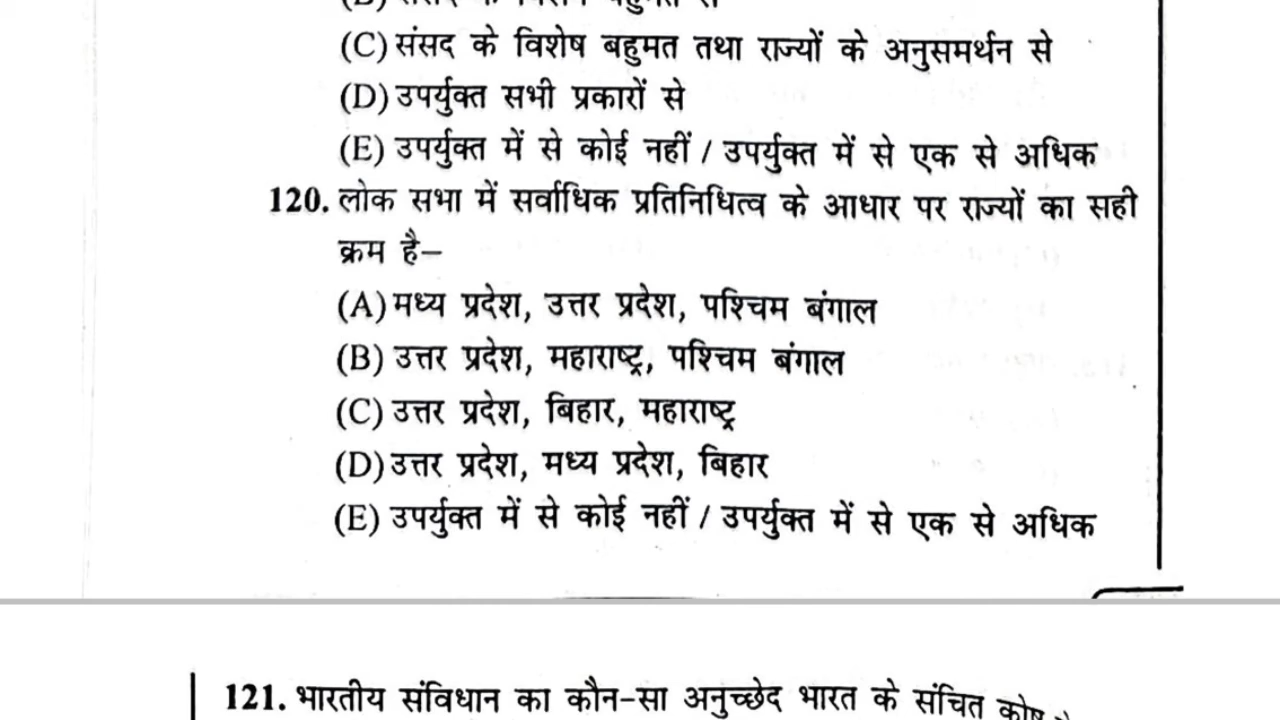 (C) संसद के विशेष बहुमत तथा राज्यों के अनुसमर्थन से
(D) उपर्युक्त सभी प्रकारों से
(E) उपर्युक्त में से कोई नहीं / उपर्युक्त में से एक से अधिक
120. लोक सभा में सर्वाधिक प्रतिनिधित्व के आधार पर राज्यों का सही
क्रम है–
(A) मध्य प्रदेश, उत्तर प्रदेश, पश्चिम बंगाल
(B) उत्तर प्रदेश, महाराष्ट्र, पश्चिम बंगाल
(C) उत्तर प्रदेश, बिहार, महाराष्ट्र
(D) उत्तर प्रदेश, मध्य प्रदेश, बिहार
(E) उपर्युक्त में से कोई नहीं / उपर्युक्त में से एक से अधिक
121. भारतीय संविधान का कौन-सा अनुच्छेद भारत के संचित कोष